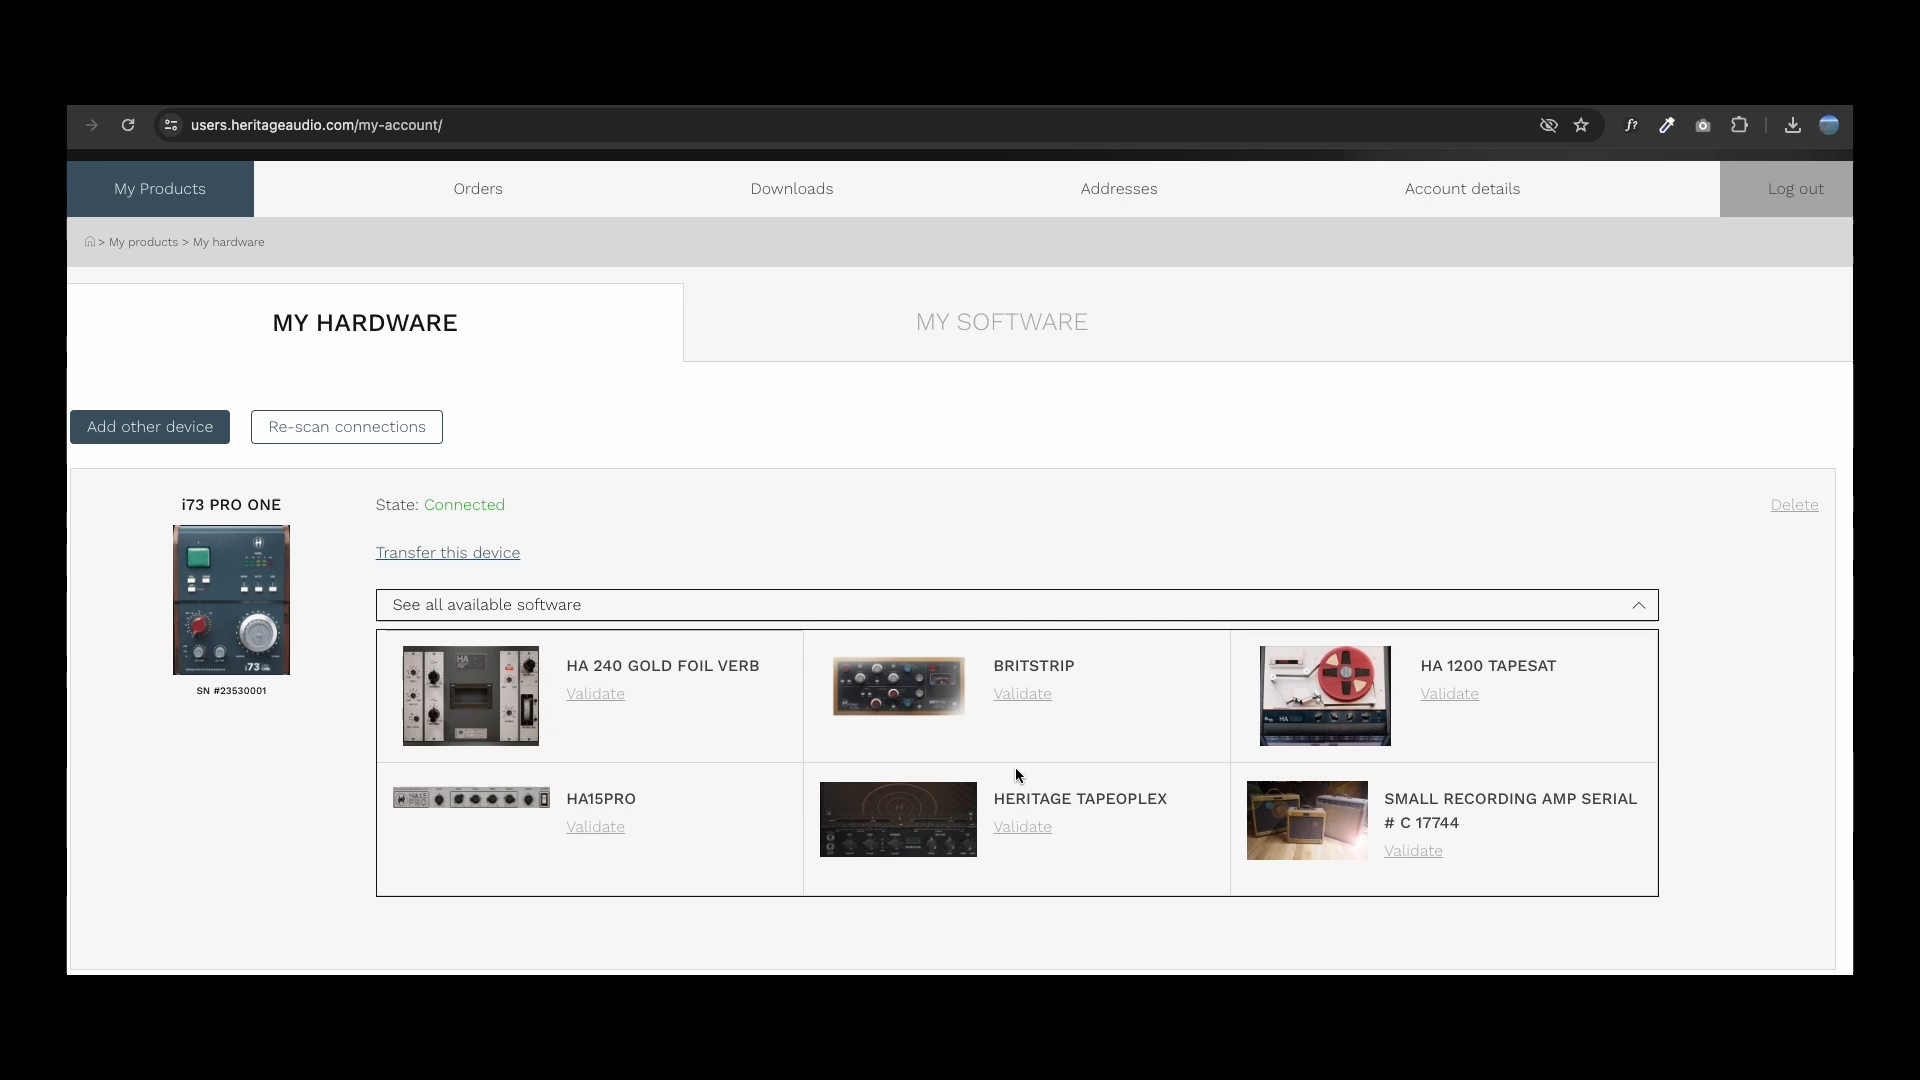 users.heritageaudio.com/my-account/
My Products
Orders
Downloads
Addresses
Account details
Log out
> My products > My hardware
MY HARDWARE
MY SOFTWARE
Add other device
Re-scan connections
i73 PRO ONE
State: Connected
Delete
Transfer this device
SN #23530001
See all available software
HA 240 GOLD FOIL VERB
Validate
BRITSTRIP
Validate
HA 1200 TAPESAT
Validate
HA15PRO
Validate
HERITAGE TAPEOPLEX
Validate
SMALL RECORDING AMP SERIAL
# C 17744
Validate